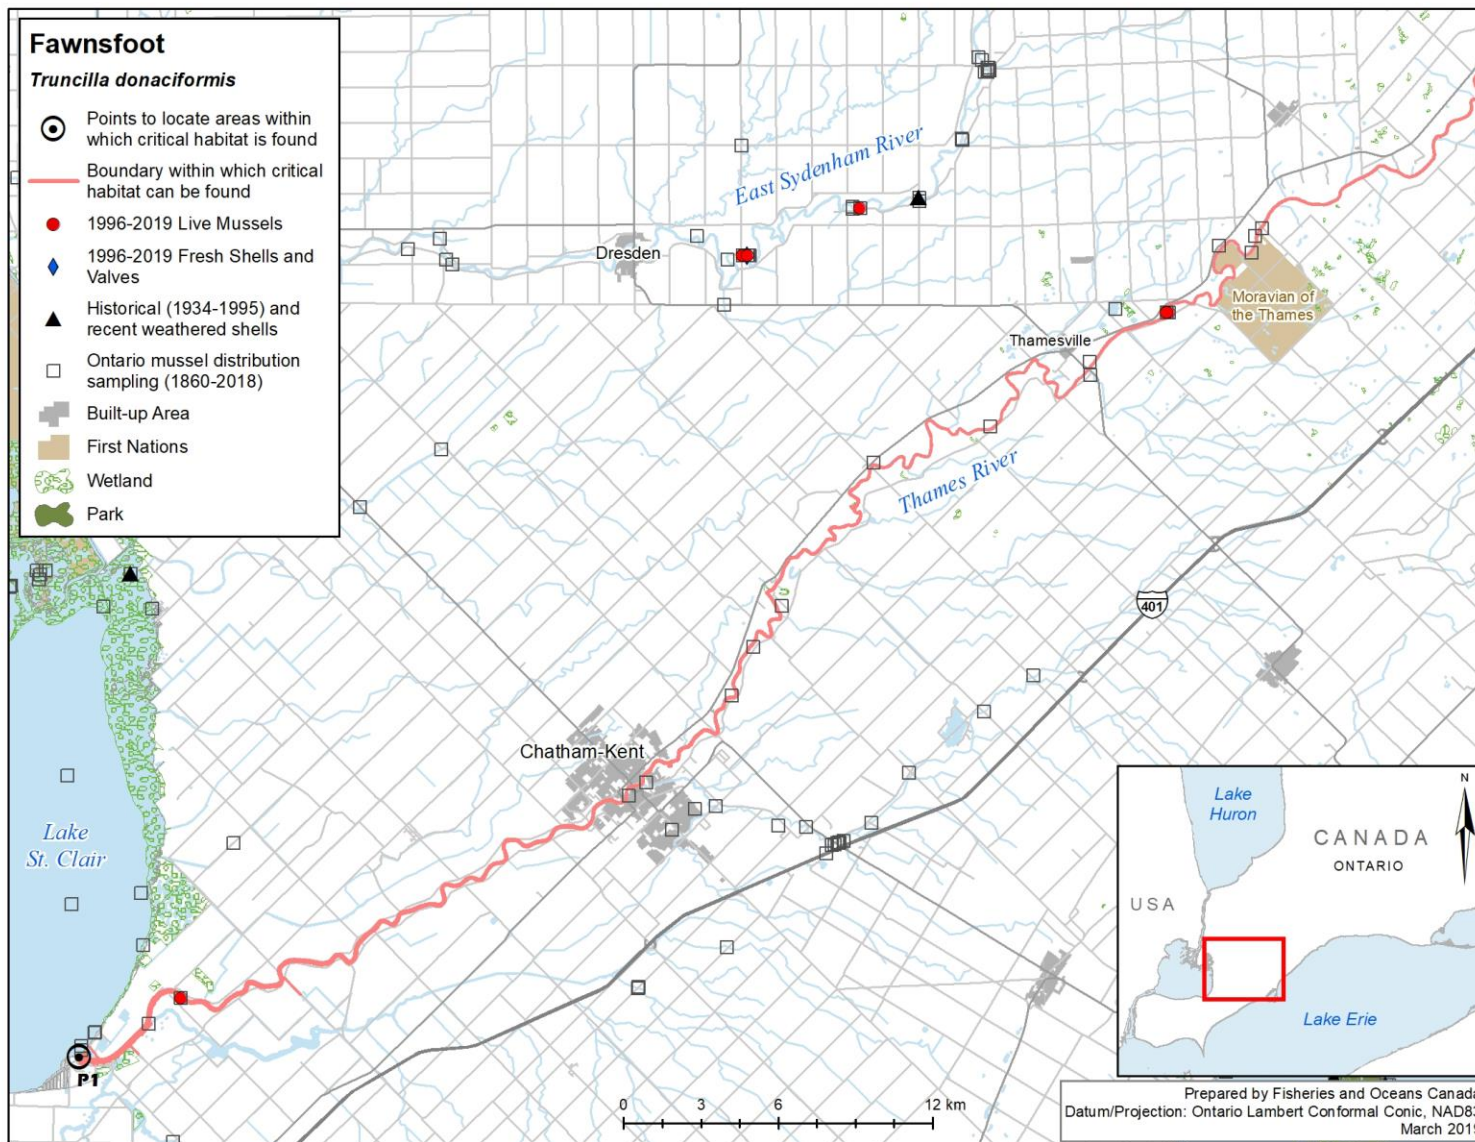 Fawnsfoot
Truncilla donaciformis
Points to locate areas within
which critical habitat is found
Boundary within which critical
habitat can be found
1996-2019 Live Mussels
1996-2019 Fresh Shells and
Valves
Historical (1934-1995) and
recent weathered shells
Ontario mussel distribution
sampling (1860-2018)
Built-up Area
First Nations
Wetland
Park
East Sydenham River
Dresden
Moravian of
the Thames
Thamesville
Thames River
401
Chatham-Kent
Lake
St. Clair
P1
0 3 6 12 km
N
Lake
Huron
CANADA
ONTARIO
USA
Lake Erie
Prepared by Fisheries and Oceans Canada
Datum/Projection: Ontario Lambert Conformal Conic, NAD83
March 2019